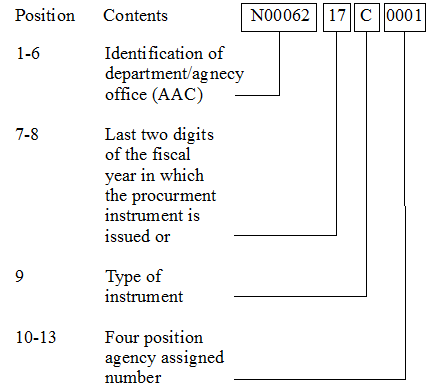 Position Contents N00062 17 C 0001
1-6 Identification of
department/agnecy
office (AAC)
7-8 Last two digits
of the fiscal
year in which
the procurment
instrument is
issued or
9 Type of
instrument
10-13 Four position
agency assigned
number